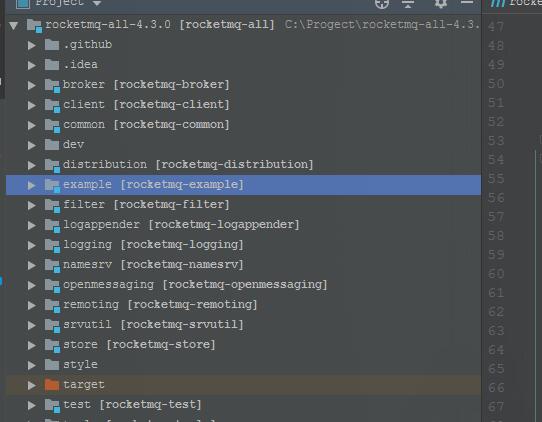 Project
rocketmq-all-4.3.0 [rocketmq-all] C:\Progect\rocketmq-all-4.3.
.github
.idea
broker [rocketmq-broker]
client [rocketmq-client]
common [rocketmq-common]
dev
distribution [rocketmq-distribution]
example [rocketmq-example]
filter [rocketmq-filter]
logappender [rocketmq-logappender]
logging [rocketmq-logging]
namesrv [rocketmq-namesrv]
openmessaging [rocketmq-openmessaging]
remoting [rocketmq-remoting]
srvutil [rocketmq-srvutil]
store [rocketmq-store]
style
target
test [rocketmq-test]
rocke
47
48
49
50
51
52
53
54
55
56
57
58
59
60
61
62
63
64
65
66
67